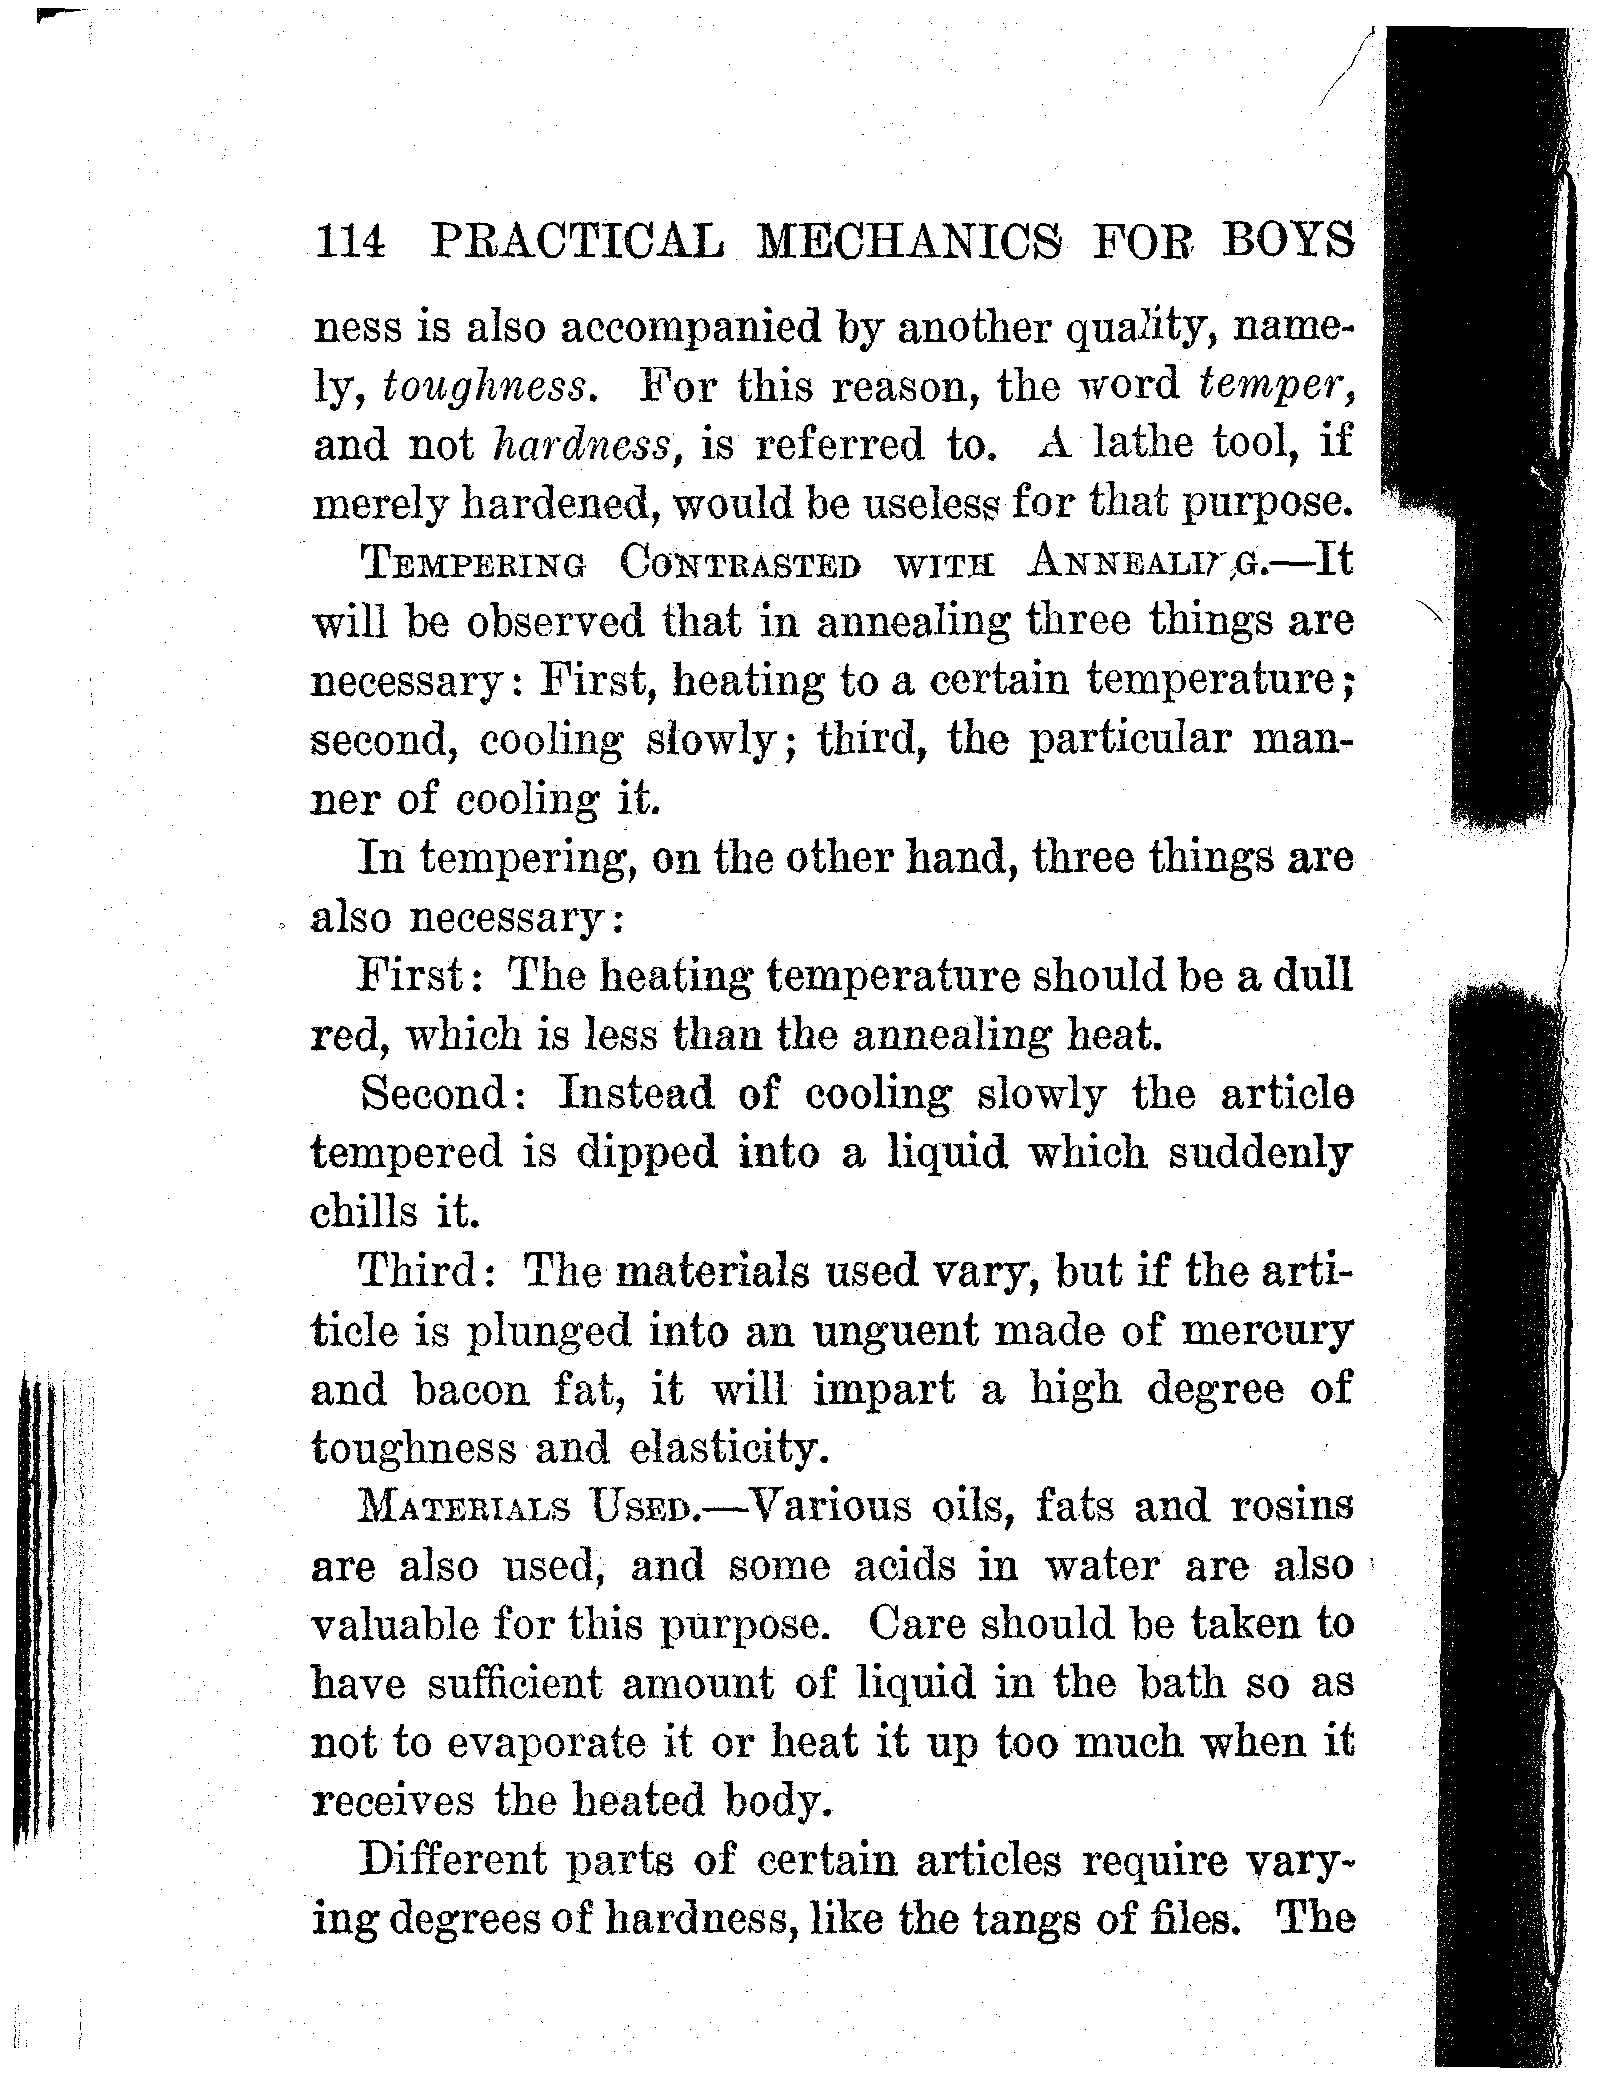 114 PRACTICAL MECHANICS FOR BOYS
ness is also accompanied by another quality, name-
ly, toughness. For this reason, the word temper,
and not hardness, is referred to. A lathe tool, if
merely hardened, would be useless for that purpose.
TEMPERING CONTRASTED WITH ANNEALING.—It
will be observed that in annealing three things are
necessary: First, heating to a certain temperature;
second, cooling slowly; third, the particular man-
ner of cooling it.
In tempering, on the other hand, three things are
also necessary:
First: The heating temperature should be a dull
red, which is less than the annealing heat.
Second: Instead of cooling slowly the article
tempered is dipped into a liquid which suddenly
chills it.
Third: The materials used vary, but if the arti-
ticle is plunged into an unguent made of mercury
and bacon fat, it will impart a high degree of
toughness and elasticity.
MATERIALS USED.—Various oils, fats and rosins
are also used, and some acids in water are also
valuable for this purpose. Care should be taken to
have sufficient amount of liquid in the bath so as
not to evaporate it or heat it up too much when it
receives the heated body.
Different parts of certain articles require vary-
ing degrees of hardness, like the tangs of files. The